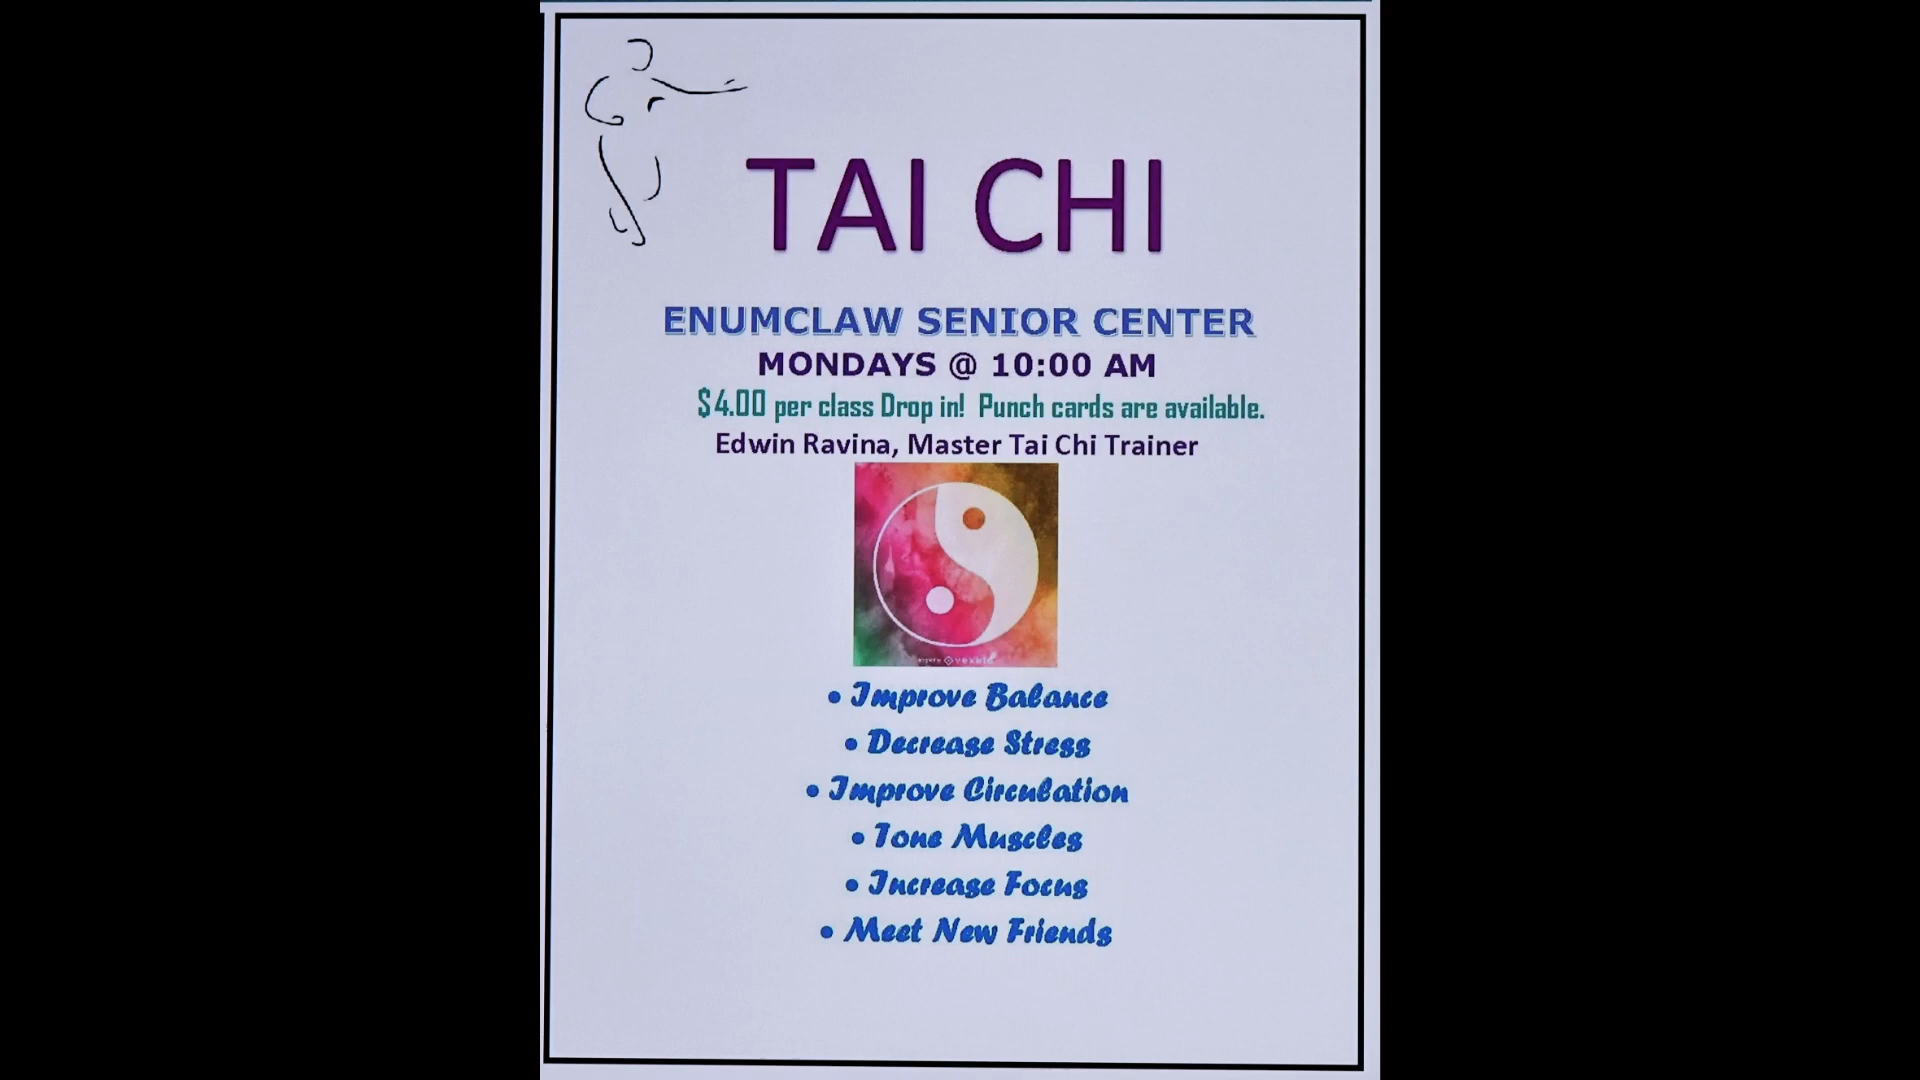 TAI CHI
ENUMCLAW SENIOR CENTER
MONDAYS @ 10:00 AM
$4.00 per class Drop in! Punch cards are available.
Edwin Ravina, Master Tai Chi Trainer
• Improve Balance
• Decrease Stress
• Improve Circulation
• Tone Muscles
• Increase Focus
• Meet New Friends